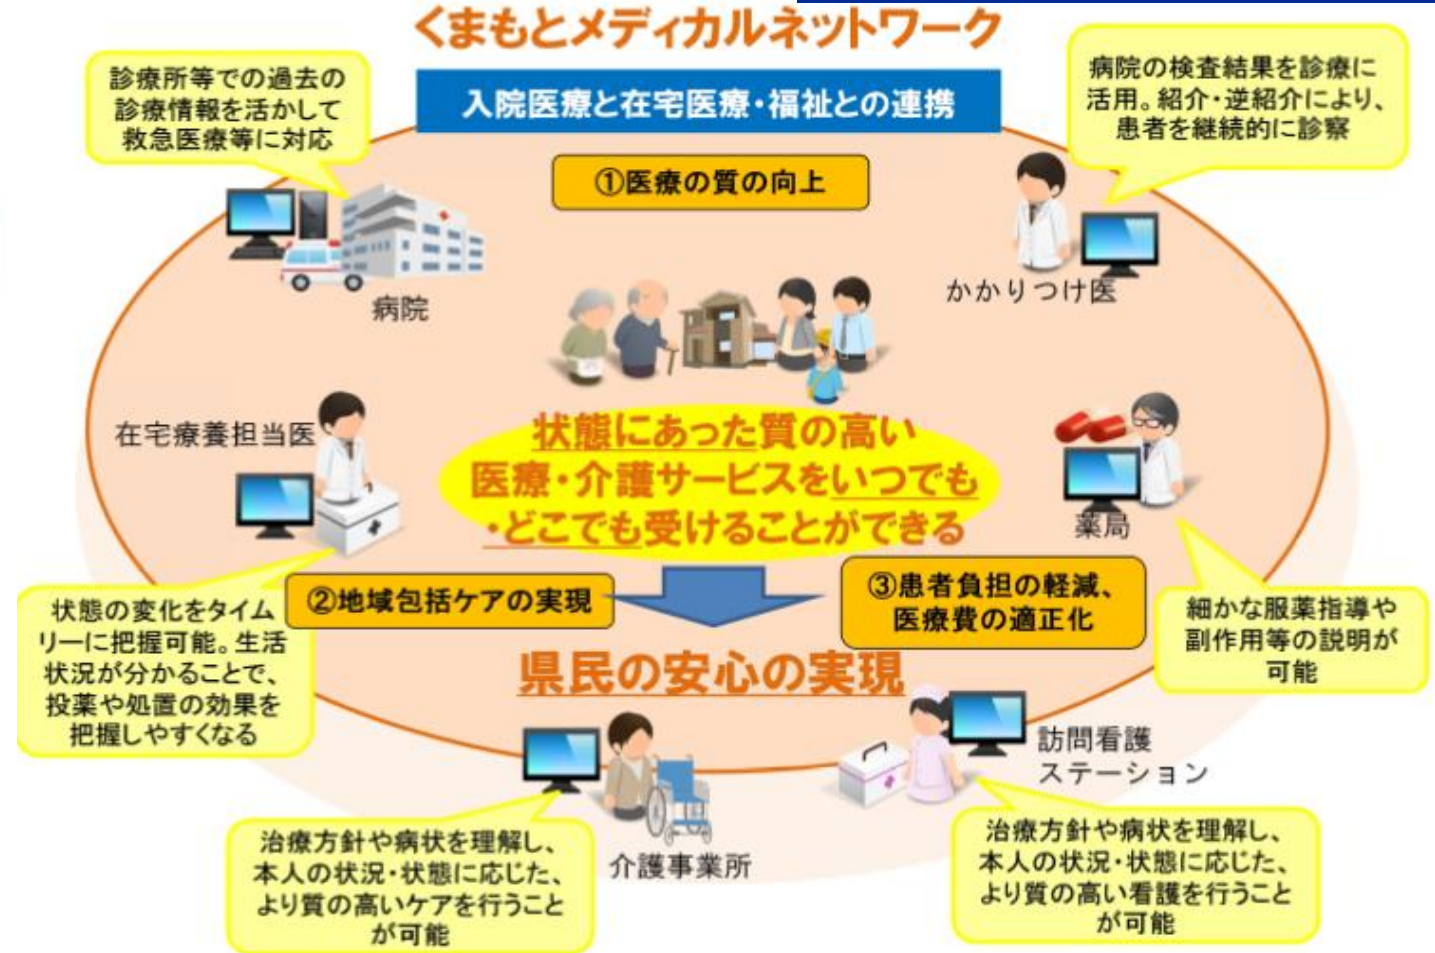 くまもとメディカルネットワーク
入院医療と在宅医療・福祉との連携
診療所等での過去の
診療情報を活かして
救急医療等に対応
病院の検査結果を診療に
活用。紹介・逆紹介により、
患者を継続的に診察
①医療の質の向上
病院
かかりつけ医
在宅療養担当医
状態にあった質の高い
医療・介護サービスをいつでも
・どこでも受けることができる
薬局
②地域包括ケアの実現
③患者負担の軽減、
医療費の適正化
状態の変化をタイム
リーに把握可能。生活
状況が分かることで、
投薬や処置の効果を
把握しやすくなる
細かな服薬指導や
副作用等の説明が
可能
県民の安心の実現
訪問看護
ステーション
介護事業所
治療方針や病状を理解し、
本人の状況・状態に応じた、
より質の高いケアを行うこと
が可能
治療方針や病状を理解し、
本人の状況・状態に応じた、
より質の高い看護を行うこと
が可能